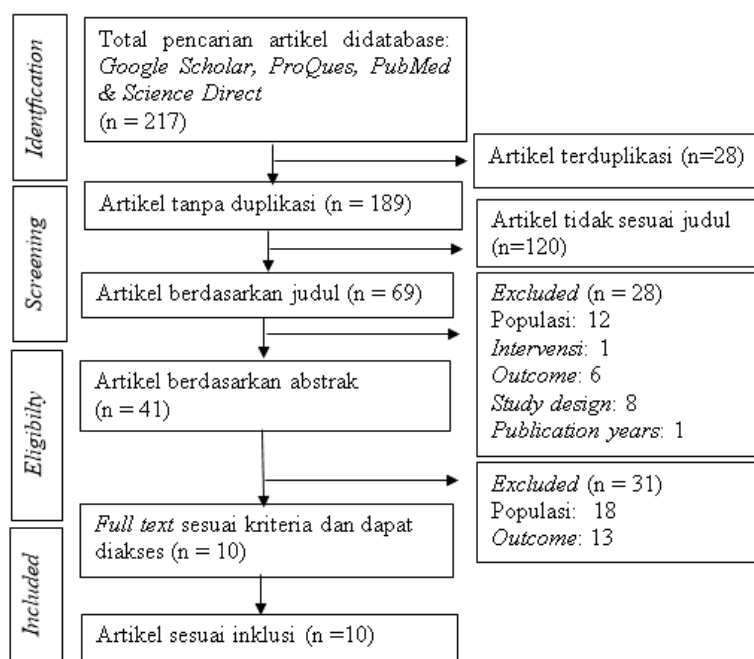 Identfication
Total pencarian artikel didatabase:
Google Scholar, ProQues, PubMed
& Science Direct
(n = 217)
Artikel terduplikasi (n=28)
Screening
Artikel tanpa duplikasi (n = 189)
Artikel tidak sesuai judul
(n=120)
Artikel berdasarkan judul (n = 69)
Excluded (n = 28)
Populasi: 12
Intervensi: 1
Outcome: 6
Study design: 8
Publication years: 1
Eligibilty
Artikel berdasarkan abstrak
(n = 41)
Excluded (n = 31)
Populasi: 18
Outcome: 13
Full text sesuai kriteria dan dapat
diakses (n = 10)
Included
Artikel sesuai inklusi (n =10)